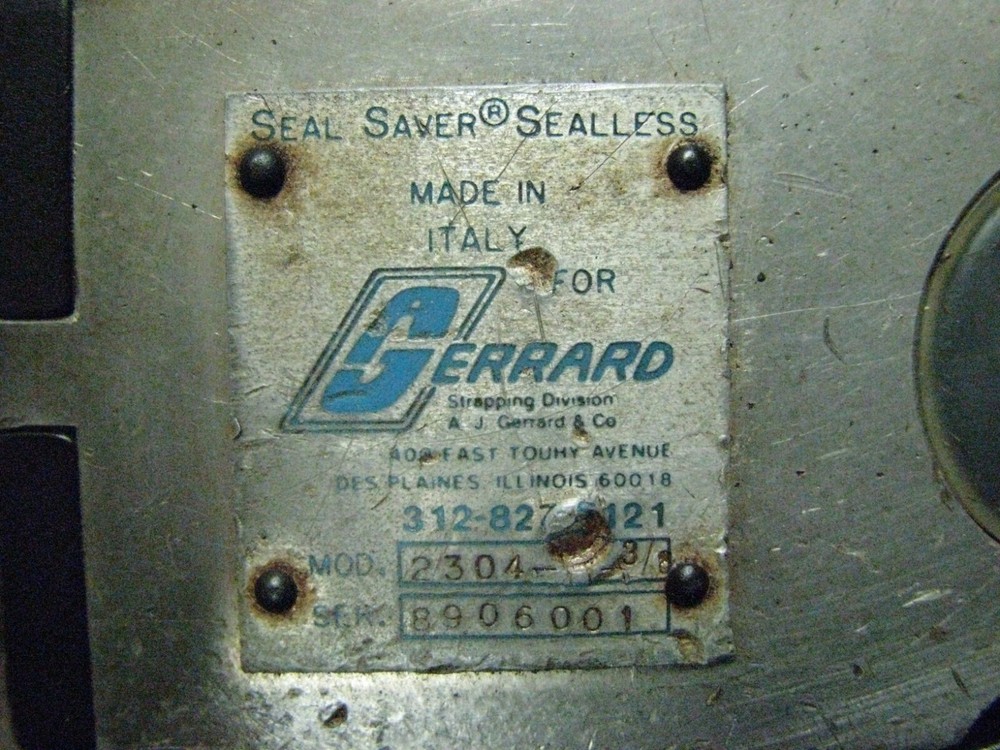 SEAL SAVER® SEALLESS
MADE IN
ITALY
FOR
GERRARD
Strapping Division
A. J. Gerrard & Co
EAST TOUHY AVENUE
DES PLAINES ILLINOIS 60018
MOD.
SER. 8906001